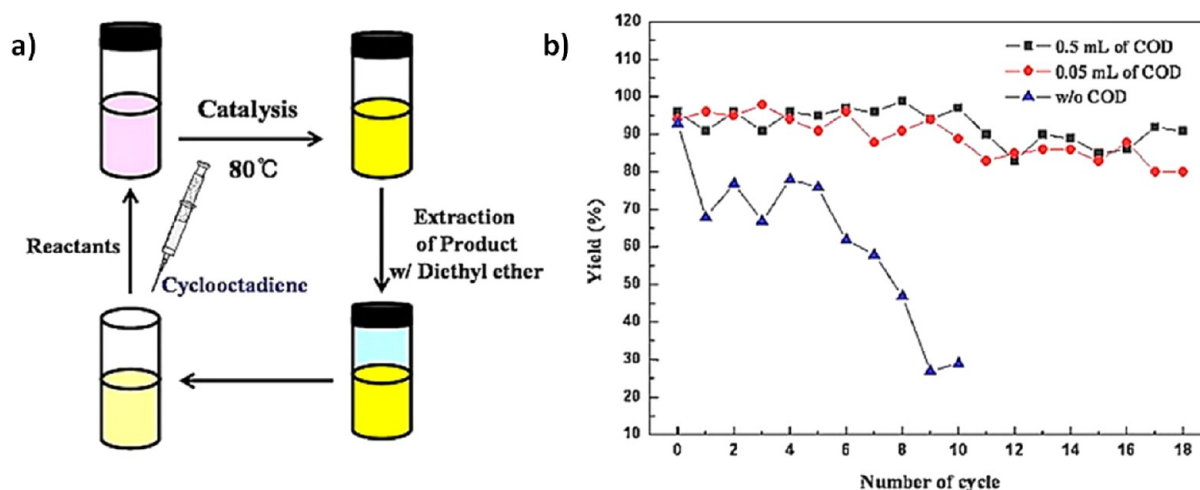 a)
Catalysis
80℃
Reactants
Cyclooctadiene
Extraction
of Product
w/ Diethyl ether
b)
120
110
100
90
80
70
60
50
40
30
20
10
Yield (%)
0.5 mL of COD
0.05 mL of COD
w/o COD
0 2 4 6 8 10 12 14 16 18
Number of cycle